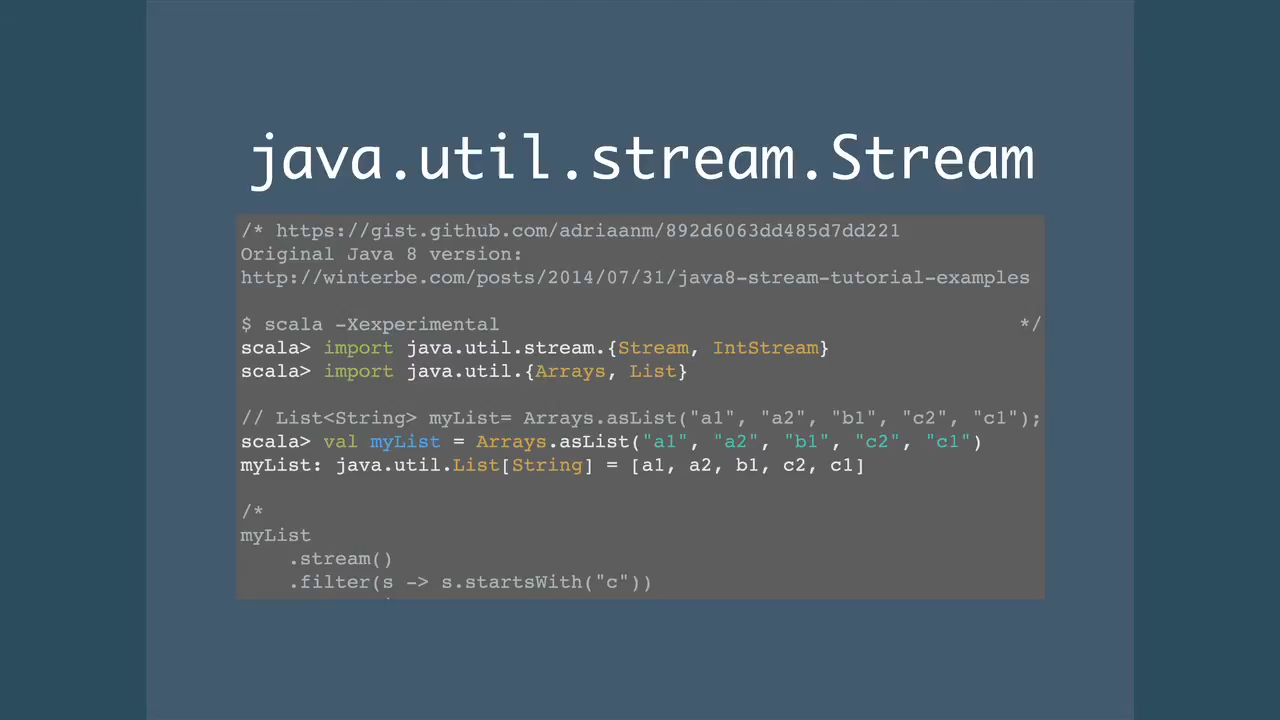 java.util.stream.Stream
/* https://gist.github.com/adriaanm/892d6063dd485d7dd221
Original Java 8 version:
http://winterbe.com/posts/2014/07/31/java8-stream-tutorial-examples
$ scala -Xexperimental */
scala> import java.util.stream.{Stream, IntStream}
scala> import java.util.{Arrays, List}
// List<String> myList= Arrays.asList("a1", "a2", "b1", "c2", "c1");
scala> val myList = Arrays.asList("a1", "a2", "b1", "c2", "c1")
myList: java.util.List[String] = [a1, a2, b1, c2, c1]
/*
myList
.stream()
.filter(s -> s.startsWith("c"))